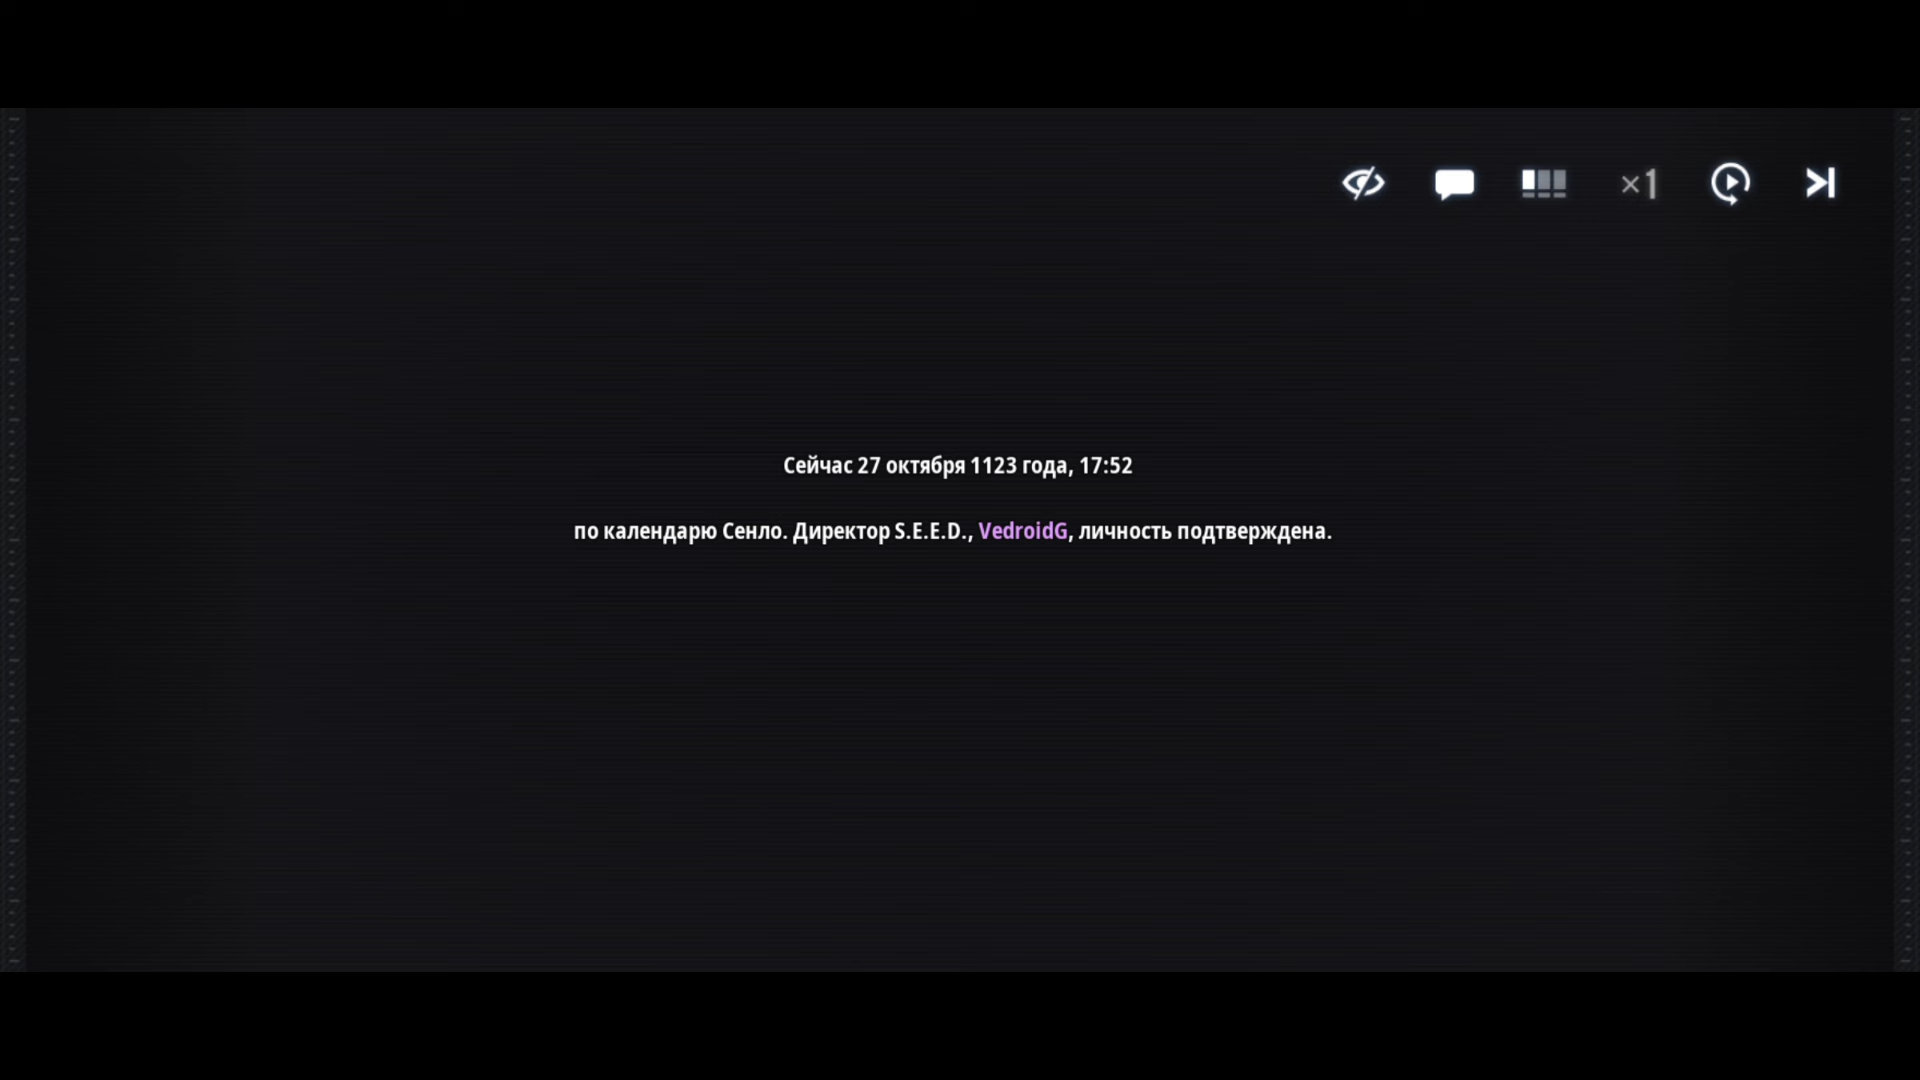 ×1
Сейчас 27 октября 1123 года, 17:52
по календарю Сенло. Директор S.E.E.D., VedroidG, личность подтверждена.